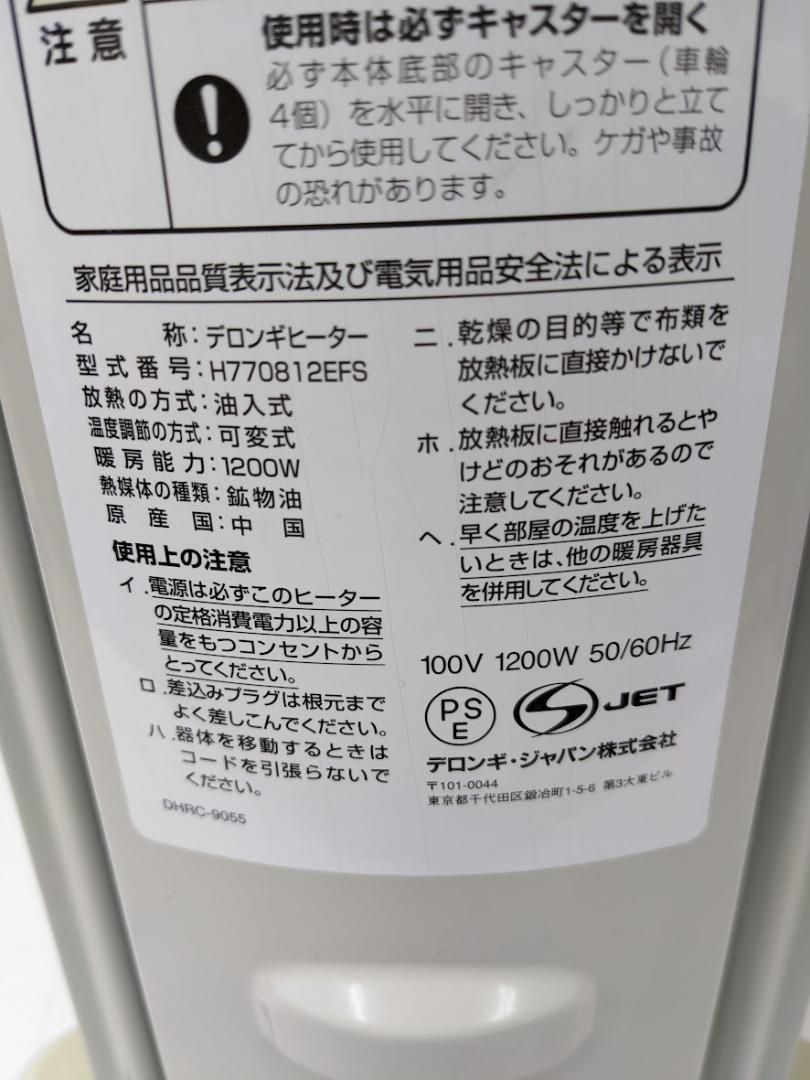 注意
使用時は必ずキャスターを開く
必ず本体底部のキャスター(車輪
4個)を水平に開き、しっかりと立て
てから使用してください。ケガや事故
の恐れがあります。
家庭用品品質表示法及び電気用品安全法による表示
名 称:デロンギヒーター
型式番号:H770812EFS
放熱の方式:油入式
温度調節の方式:可変式
暖房能力:1200W
熱媒体の種類:鉱物油
原産国:中 国
使用上の注意
イ.電源は必ずこのヒーター
の定格消費電力以上の容
量をもつコンセントから
とってください。
ロ.差込みプラグは根元まで
よく差しこんでください。
ハ.器体を移動するときは
コードを引張らないで
ください。
DHRC-9055
ニ.乾燥の目的等で布類を
放熱板に直接かけないで
ください。
ホ.放熱板に直接触れるとや
けどのおそれがあるので
注意してください。
ヘ.早く部屋の温度を上げた
いときは、他の暖房器具
を併用してください。
100V 1200W 50/60Hz
PS
E
JET
デロンギ・ジャパン株式会社
〒101-0044
東京都千代田区鍛冶町1-5-6 第3大東ビル